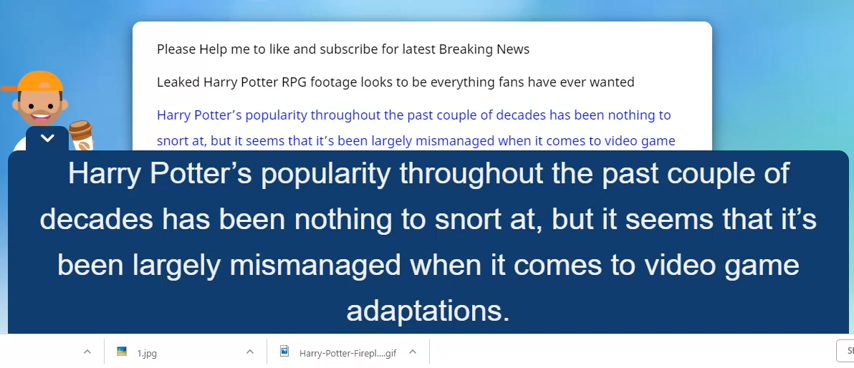 Please Help me to like and subscribe for latest Breaking News
Leaked Harry Potter RPG footage looks to be everything fans have ever wanted
Harry Potter’s popularity throughout the past couple of decades has been nothing to
snort at, but it seems that it’s been largely mismanaged when it comes to video game
Harry Potter’s popularity throughout the past couple of
decades has been nothing to snort at, but it seems that it’s
been largely mismanaged when it comes to video game
adaptations.
1.jpg
Harry-Potter-Firepl....gif